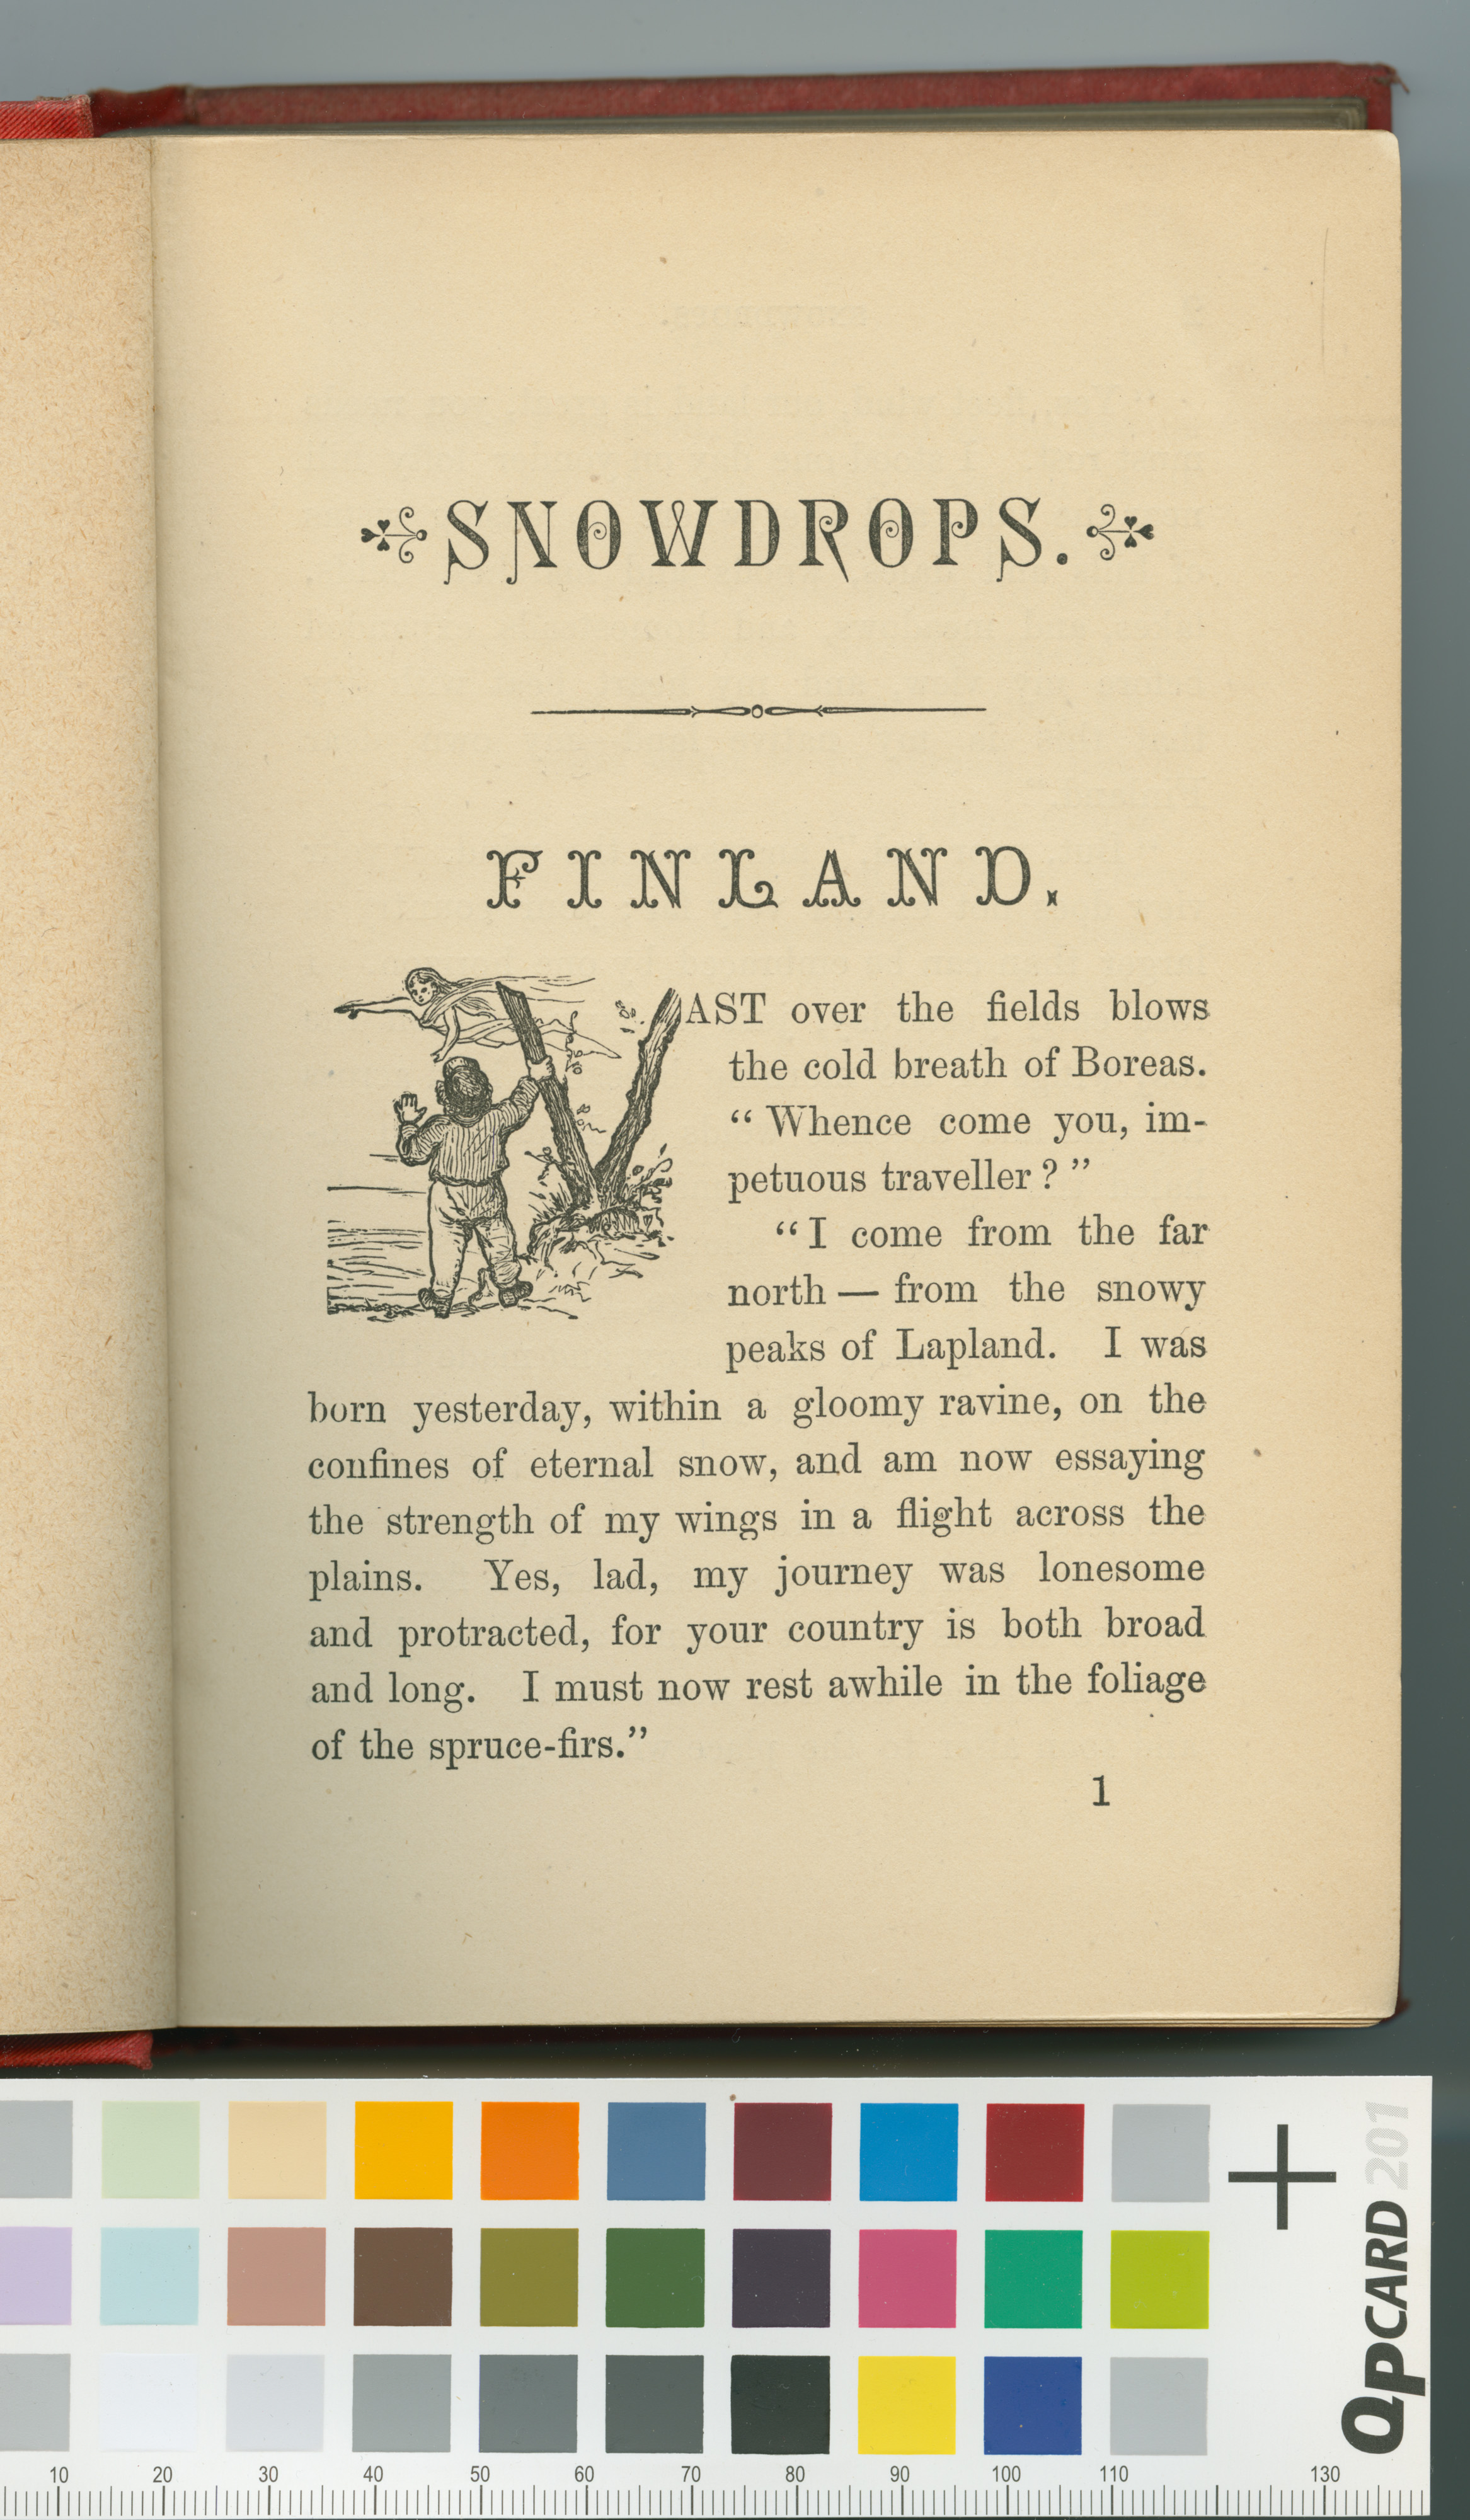 SNOWDROPS.
FINLAND.
VAST over the fields blows
the cold breath of Boreas.
“ Whence come you, im-
petuous traveller ? ”
“ I come from the far
north — from the snowy
peaks of Lapland. I was
born yesterday, within a gloomy ravine, on the
confines of eternal snow, and am now essaying
the strength of my wings in a flight across the
plains. Yes, lad, my journey was lonesome
and protracted, for your country is both broad
and long. I must now rest awhile in the foliage
of the spruce-firs.”
1
QPCARD 201
10 20 30 40 50 60 70 80 90 100 110 130